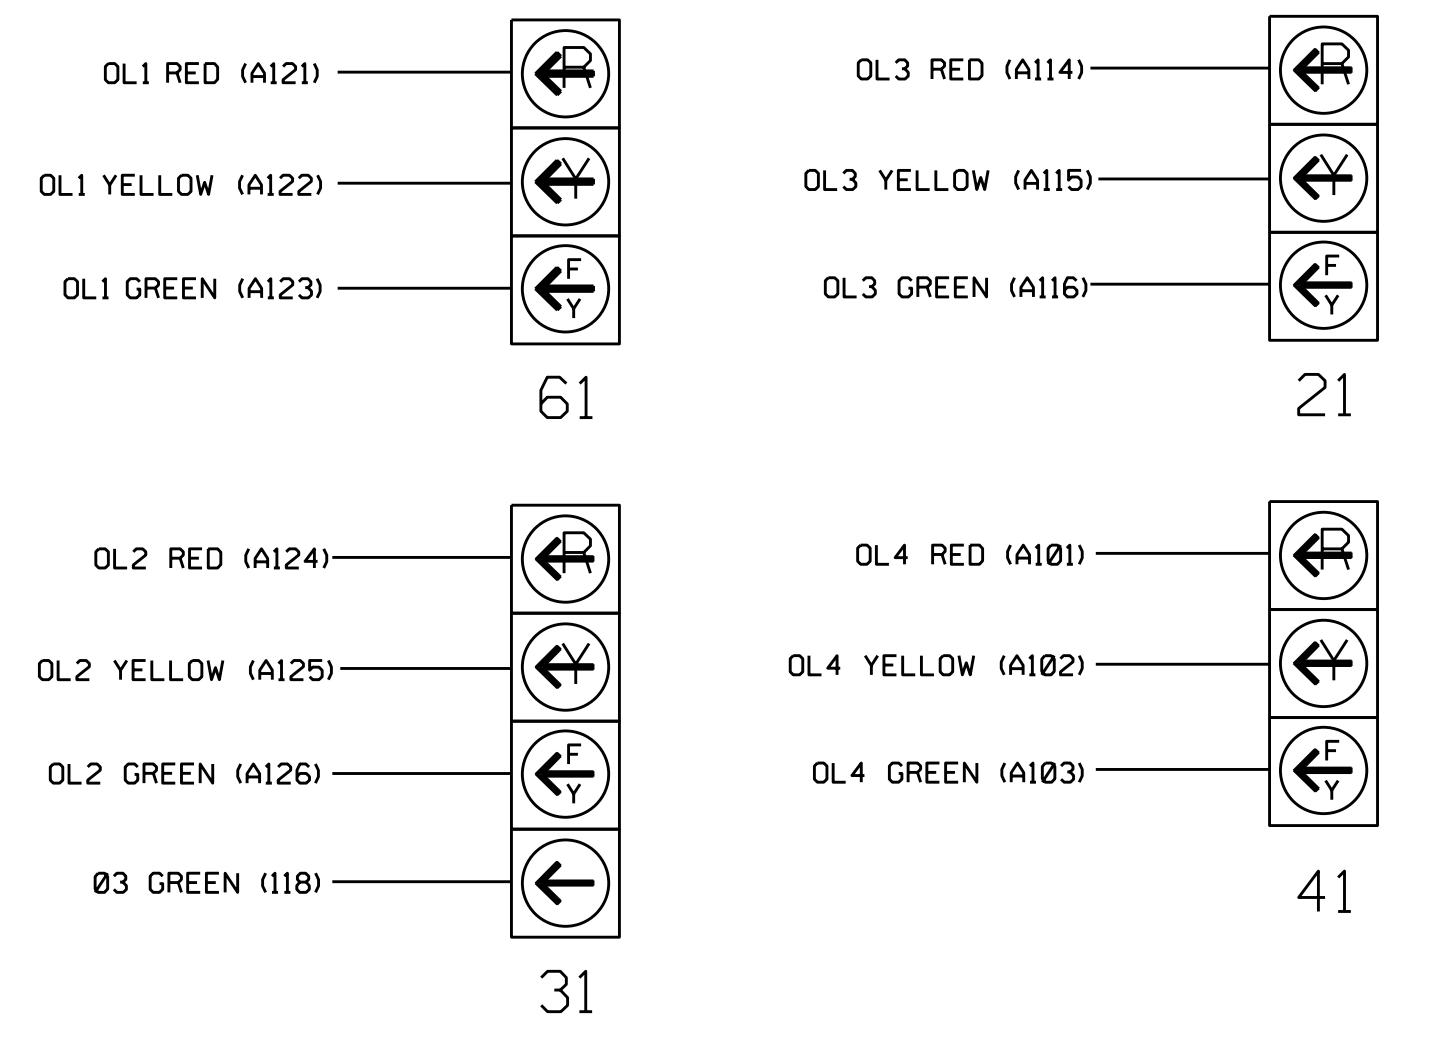 OL1 RED (A121)
R
OL1 YELLOW (A122)
Y
OL1 GREEN (A123)
F
Y
61
OL3 RED (A114)
R
OL3 YELLOW (A115)
Y
OL3 GREEN (A116)
F
Y
21
OL2 RED (A124)
R
OL2 YELLOW (A125)
Y
OL2 GREEN (A126)
F
Y
Ø3 GREEN (118)
31
OL4 RED (A101)
R
OL4 YELLOW (A102)
Y
OL4 GREEN (A103)
F
Y
41